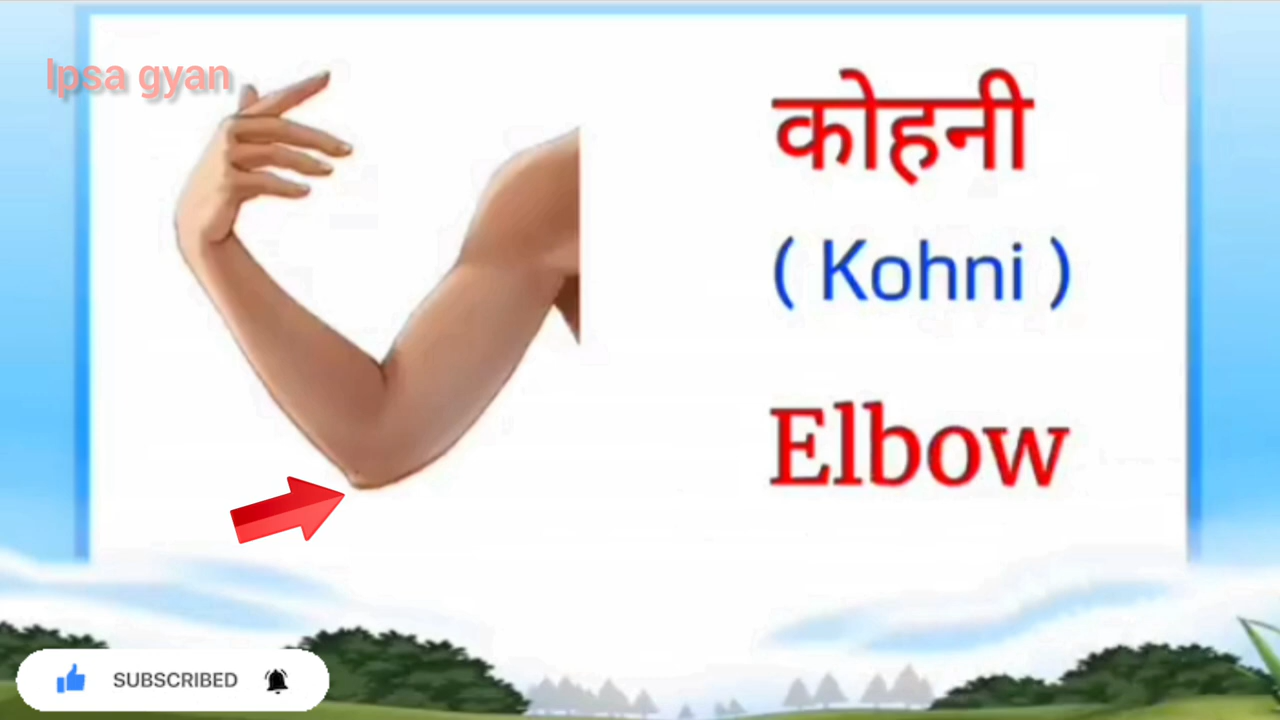 Ipsa gyan
कोहनी
( Kohni )
Elbow
SUBSCRIBED